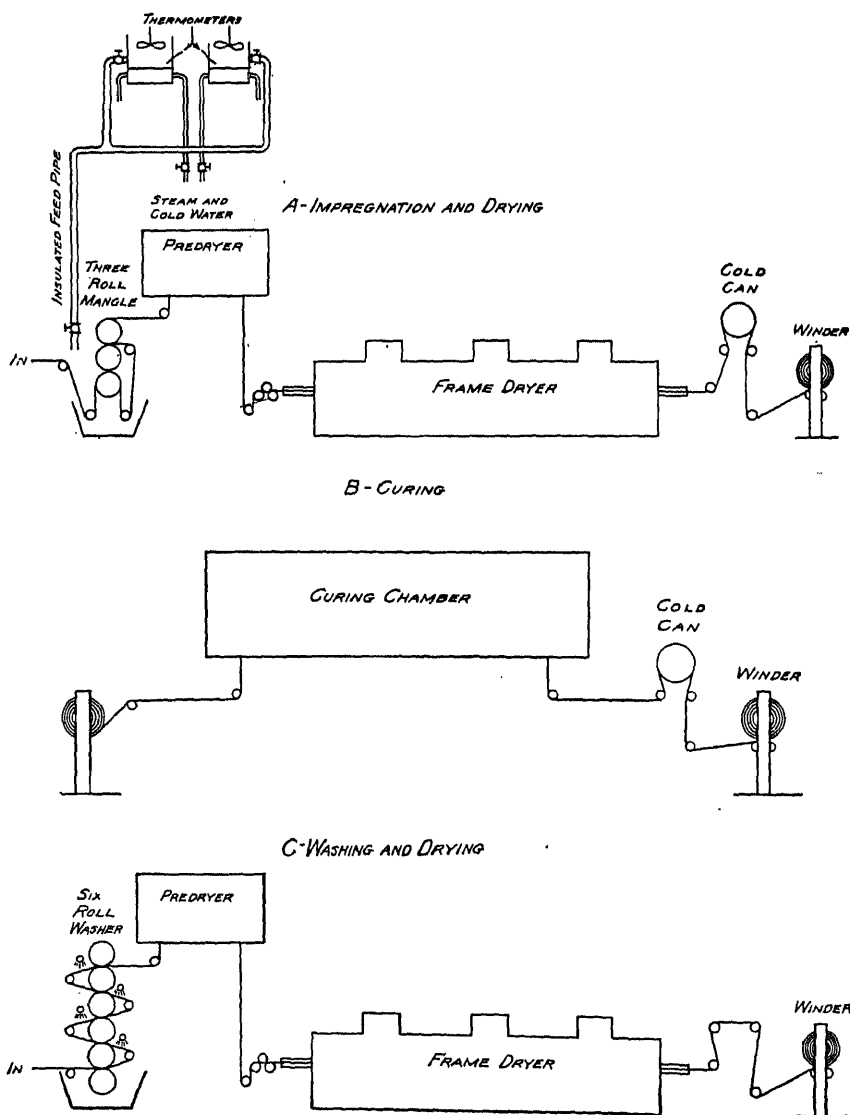 THERMOMETERS
INSULATED FEED PIPE
STEAM AND
COLD WATER
A-IMPREGNATION AND DRYING
PREDRYER
THREE
ROLL
MANGLE
IN
FRAME DRYER
COLD
CAN
WINDER
B-CURING
CURING CHAMBER
COLD
CAN
WINDER
C-WASHING AND DRYING
SIX
ROLL
WASHER
PREDRYER
IN
FRAME DRYER
WINDER